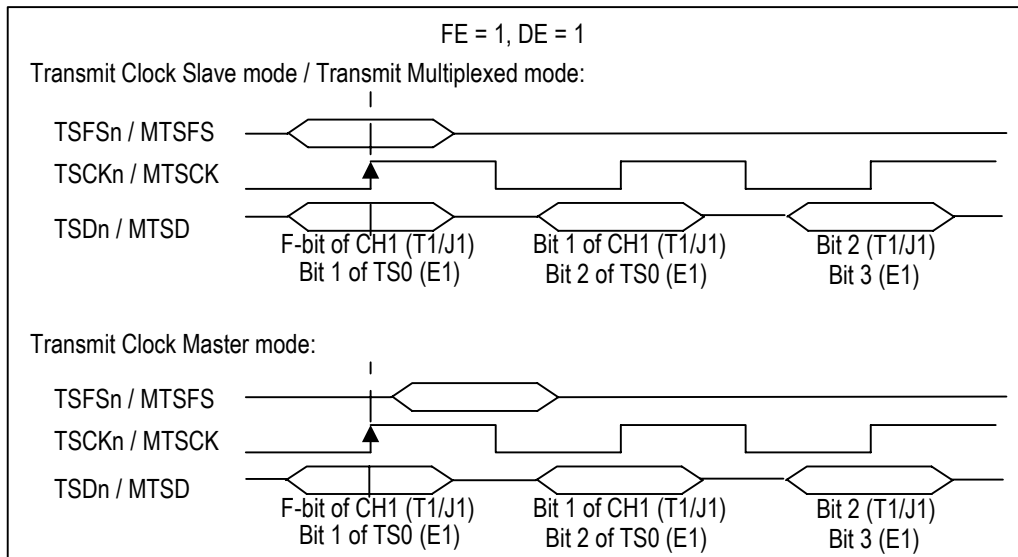 FE = 1, DE = 1
Transmit Clock Slave mode / Transmit Multiplexed mode:
TSFSn / MTSFS
TSCKn / MTSCK
TSDn / MTSD
F-bit of CH1 (T1/J1) Bit 1 of CH1 (T1/J1) Bit 2 (T1/J1)
Bit 1 of TS0 (E1) Bit 2 of TS0 (E1) Bit 3 (E1)
Transmit Clock Master mode:
TSFSn / MTSFS
TSCKn / MTSCK
TSDn / MTSD
F-bit of CH1 (T1/J1) Bit 1 of CH1 (T1/J1) Bit 2 (T1/J1)
Bit 1 of TS0 (E1) Bit 2 of TS0 (E1) Bit 3 (E1)